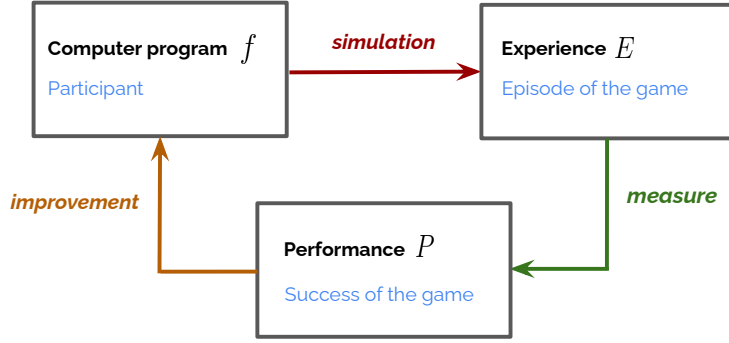 Computer program f
Participant
simulation
Experience E
Episode of the game
improvement
measure
Performance P
Success of the game